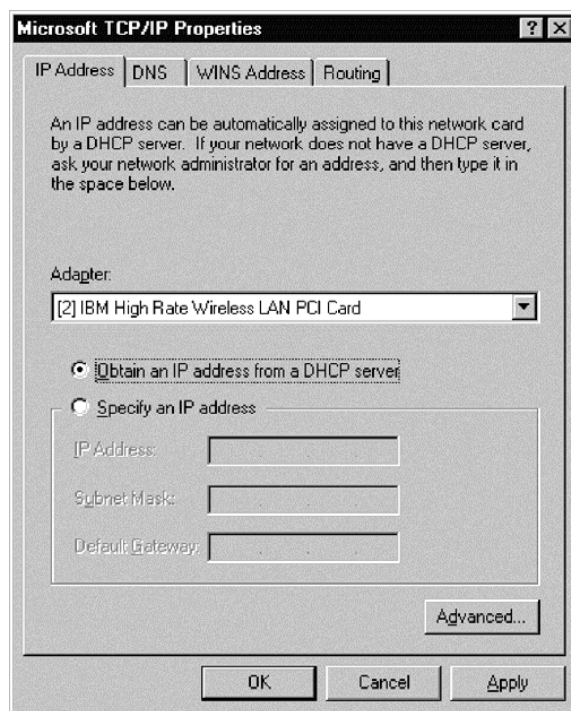 Microsoft TCP/IP Properties
IP Address DNS WINS Address Routing
An IP address can be automatically assigned to this network card
by a DHCP server. If your network does not have a DHCP server,
ask your network administrator for an address, and then type it in
the space below.
Adapter:
[2] IBM High Rate Wireless LAN PCI Card
Obtain an IP address from a DHCP server
Specify an IP address
IP Address:
Subnet Mask:
Default Gateway:
Advanced...
OK Cancel Apply